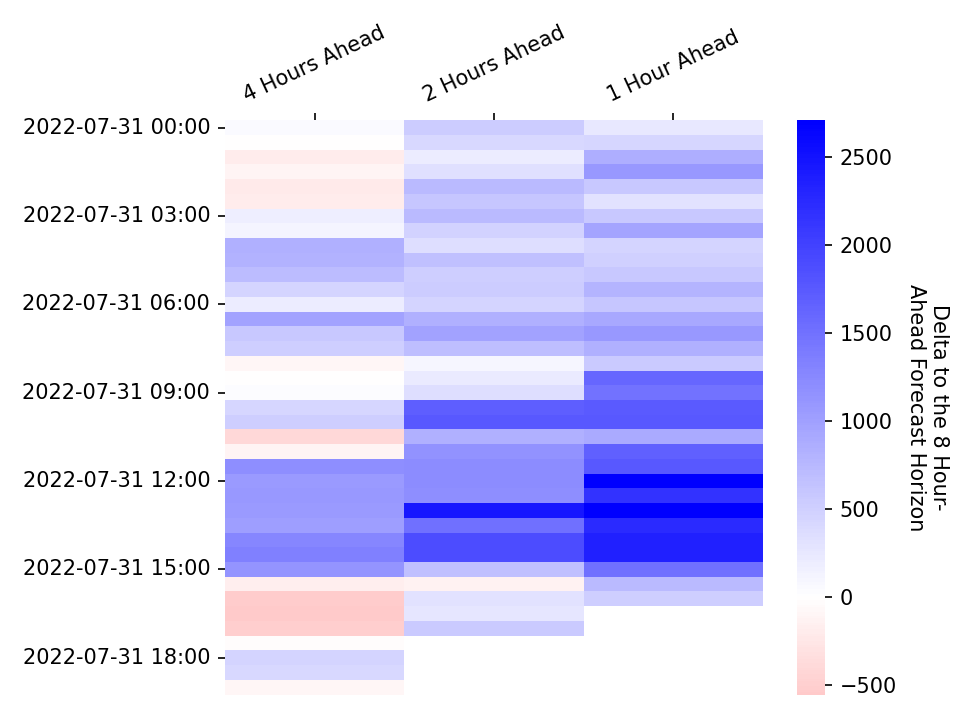 4 Hours Ahead
2 Hours Ahead
1 Hour Ahead
2022-07-31 00:00
2022-07-31 03:00
2022-07-31 06:00
2022-07-31 09:00
2022-07-31 12:00
2022-07-31 15:00
2022-07-31 18:00
2500
2000
1500
1000
500
0
−500
Delta to the 8 Hour-
Ahead Forecast Horizon